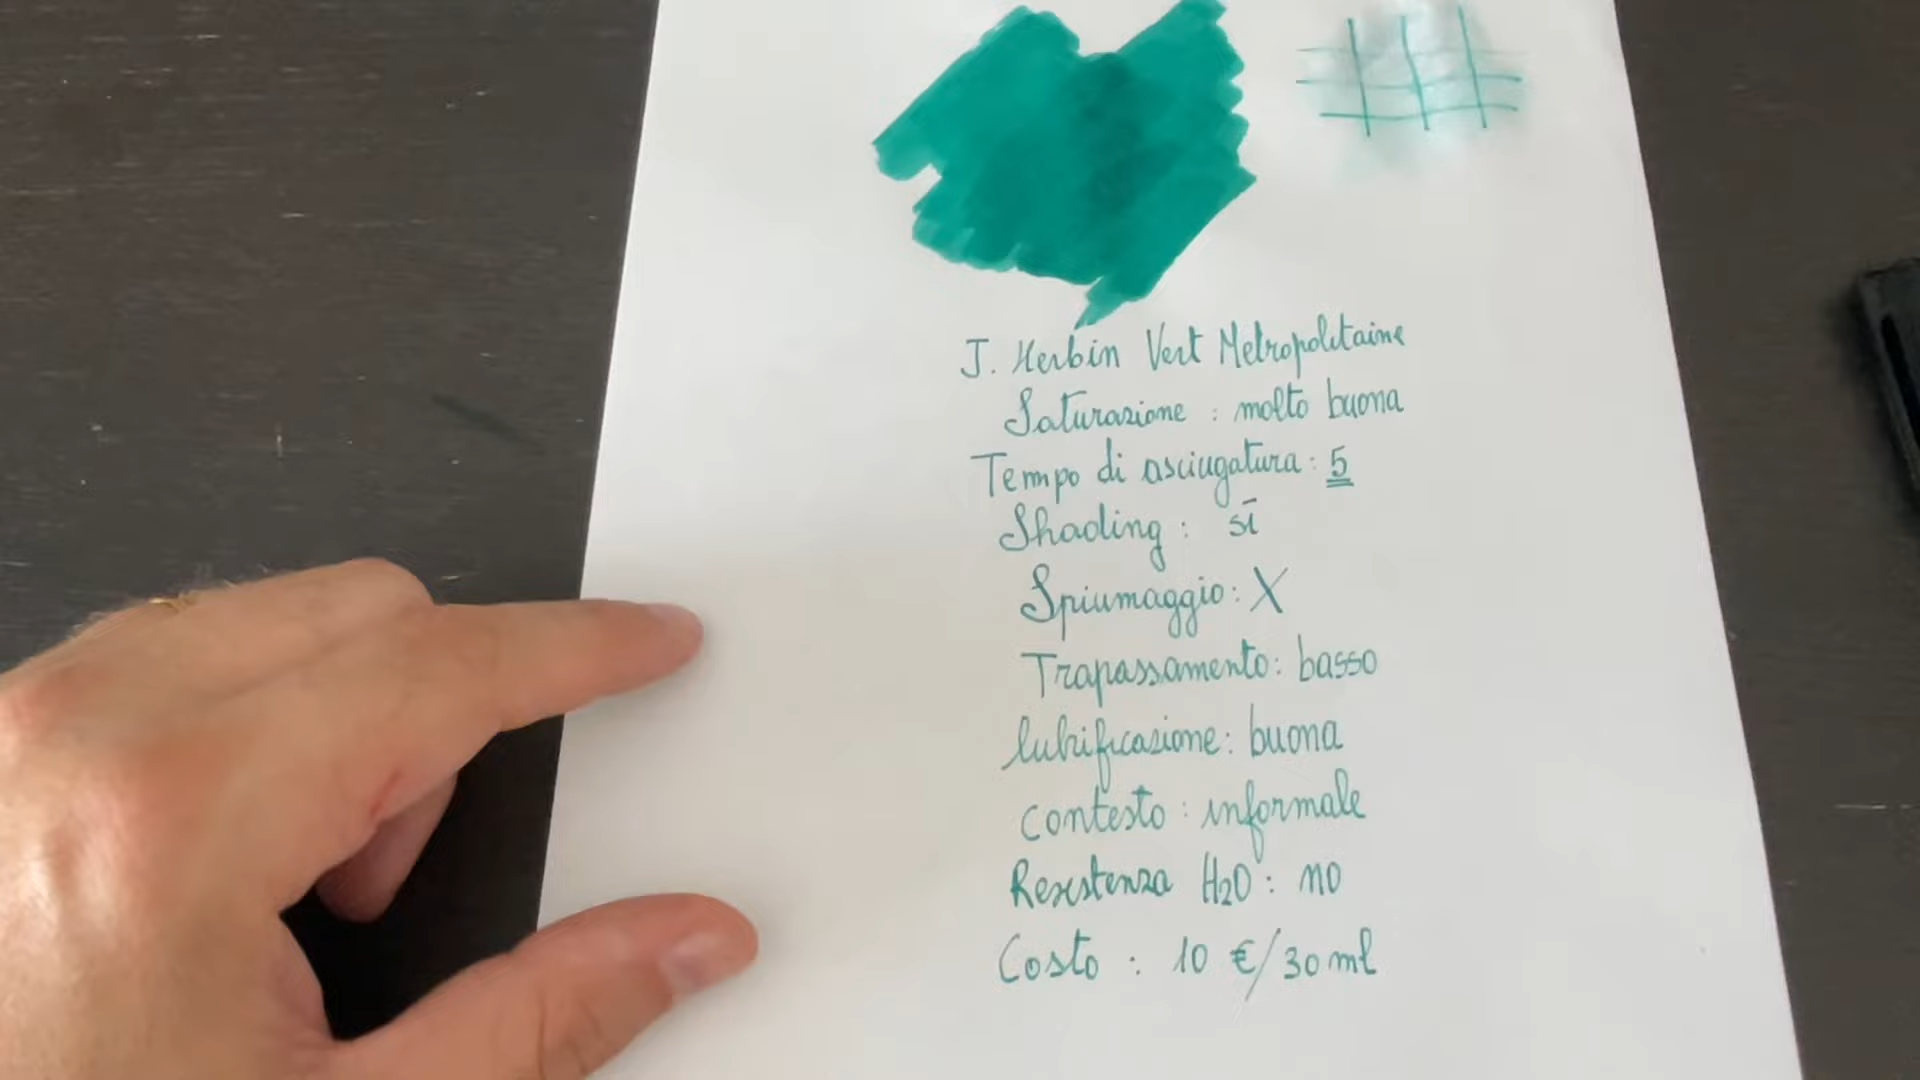 J. Herbin Vert Metropolitaine
Saturazione : molto buona
Tempo di asciugatura: 5
Shading : sì
Spiumaggio: X
Trapassamento: basso
lubrificazione: buona
contesto : informale
Resistenza H2O : no
Costo : 10 €/30 ml